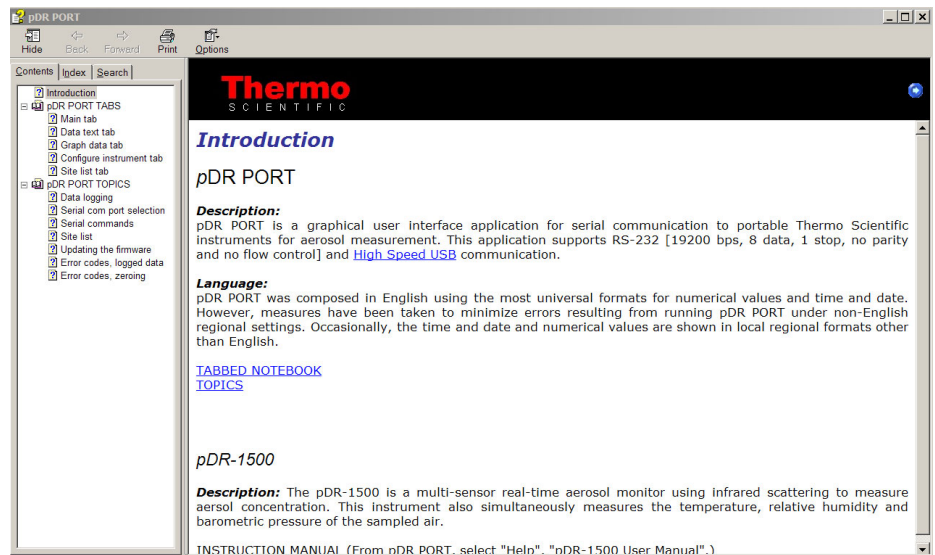 pDR PORT
Hide Back Forward Print Options
Contents Index Search
Introduction
pDR PORT TABS
Main tab
Data text tab
Graph data tab
Configure instrument tab
Site list tab
pDR PORT TOPICS
Data logging
Serial com port selection
Serial commands
Site list
Updating the firmware
Error codes, logged data
Error codes, zeroing
Thermo
SCIENTIFIC
Introduction
pDR PORT
Description:
pDR PORT is a graphical user interface application for serial communication to portable Thermo Scientific
instruments for aerosol measurement. This application supports RS-232 [19200 bps, 8 data, 1 stop, no parity
and no flow control] and High Speed USB communication.
Language:
pDR PORT was composed in English using the most universal formats for numerical values and time and date.
However, measures have been taken to minimize errors resulting from running pDR PORT under non-English
regional settings. Occasionally, the time and date and numerical values are shown in local regional formats other
than English.
TABBED NOTEBOOK
TOPICS
pDR-1500
Description: The pDR-1500 is a multi-sensor real-time aerosol monitor using infrared scattering to measure
aersol concentration. This instrument also simultaneously measures the temperature, relative humidity and
barometric pressure of the sampled air.
INSTRUCTION MANUAL (From pDR PORT, select "Help", "pDR-1500 User Manual".)